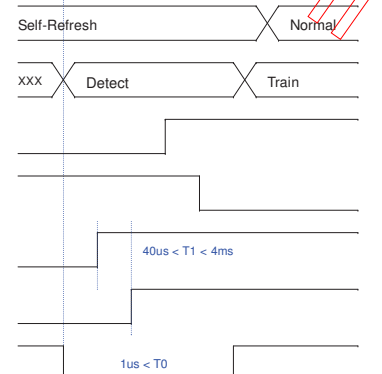 Self-Refresh Normal
XXX Detect Train
40us < T1 < 4ms
1us < T0